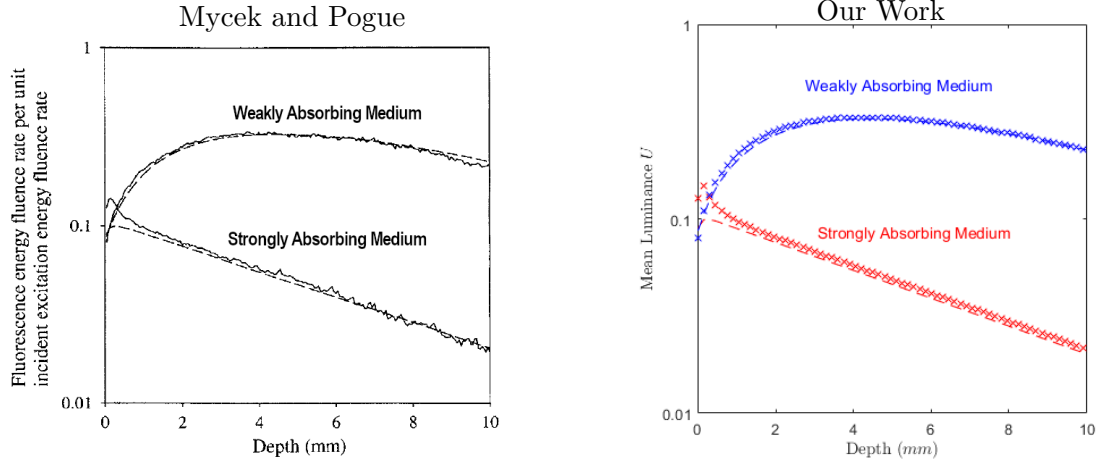 Mycek and Pogue
Fluorescence energy fluence rate per unit
incident excitation energy fluence rate
1
0.1
0.01
Weakly Absorbing Medium
Strongly Absorbing Medium
0 2 4 6 8 10
Depth (mm)
Our Work
Mean Luminance U
1
0.1
0.01
Weakly Absorbing Medium
Strongly Absorbing Medium
0 2 4 6 8 10
Depth (mm)